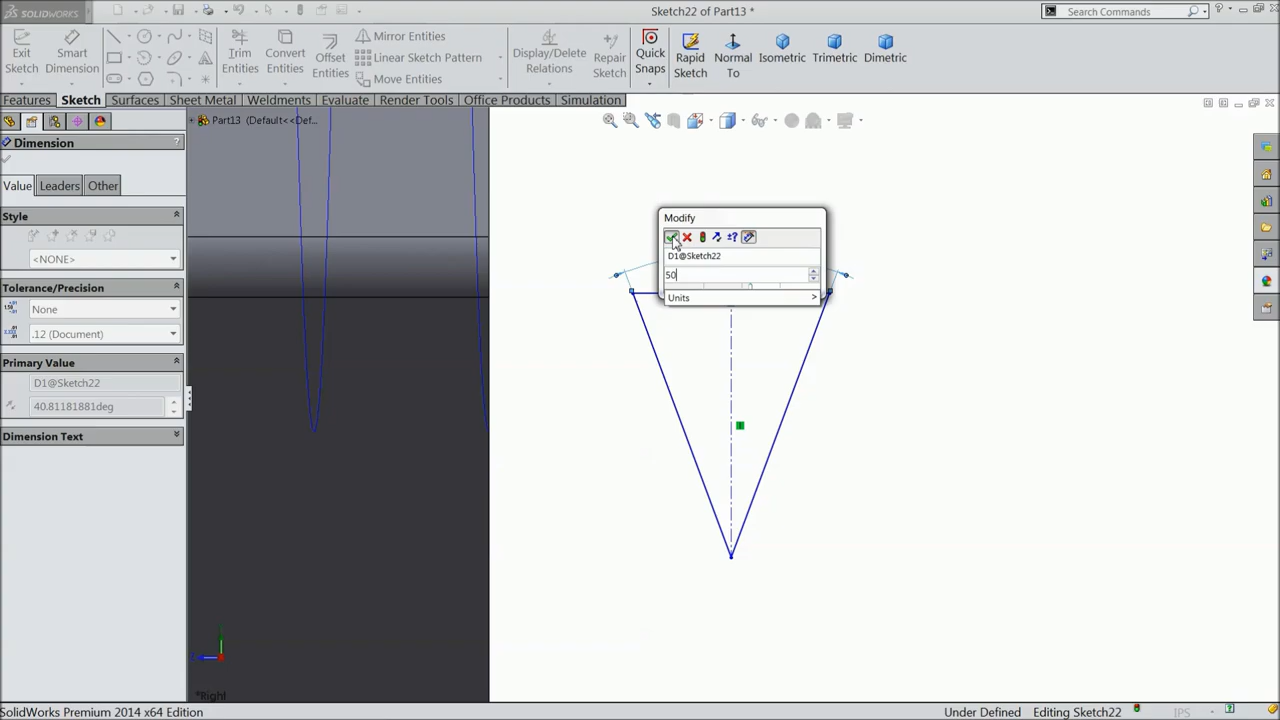 SOLIDWORKS
Sketch22 of Part13 *
Search Commands
Exit Sketch
Smart Dimension
Trim Entities
Convert Entities
Offset Entities
Mirror Entities
Linear Sketch Pattern
Move Entities
Display/Delete Relations
Repair Sketch
Quick Snaps
Rapid Sketch
Normal To
Isometric
Trimetric
Dimetric
Features
Sketch
Surfaces
Sheet Metal
Weldments
Evaluate
Render Tools
Office Products
Simulation
Part13 (Default<<Def...
Dimension
?
Value
Leaders
Other
Style
<NONE>
Tolerance/Precision
None
.12 (Document)
Primary Value
D1@Sketch22
40.81181881deg
Dimension Text
Modify
D1@Sketch22
50
Units >
*Right
SolidWorks Premium 2014 x64 Edition
Under Defined
Editing Sketch22
IPS